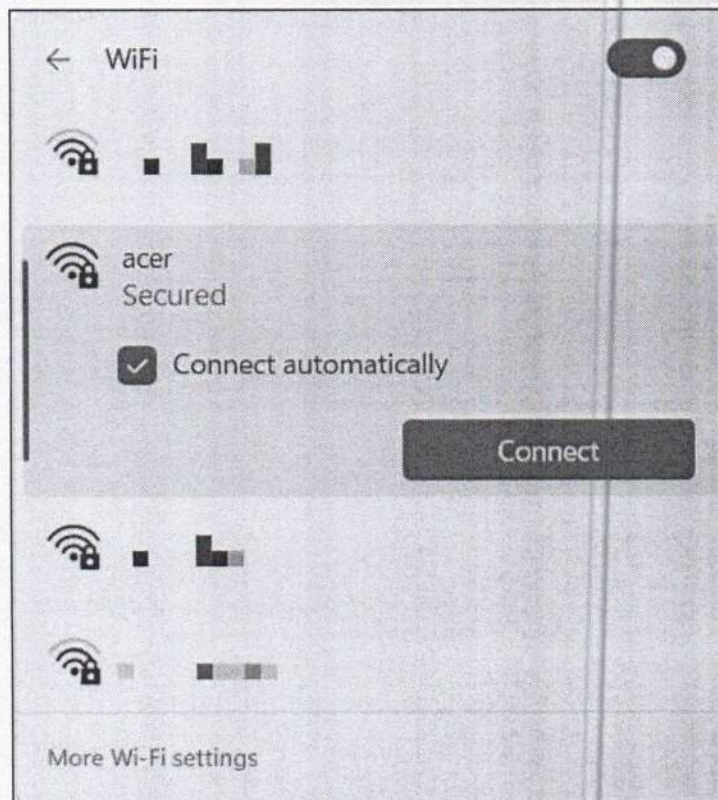 WiFi
acer
Secured
Connect automatically
Connect
More Wi-Fi settings